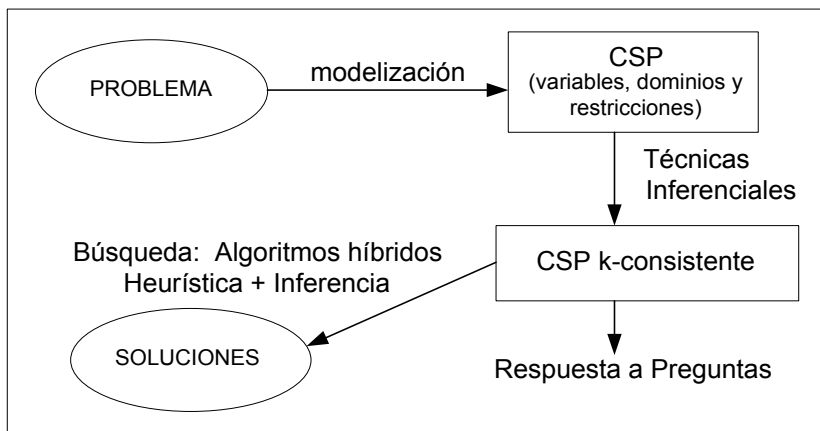 PROBLEMA
modelización
CSP
(variables, dominios y
restricciones)
Técnicas
Inferenciales
CSP k-consistente
Búsqueda: Algoritmos híbridos
Heurística + Inferencia
SOLUCIONES
Respuesta a Preguntas